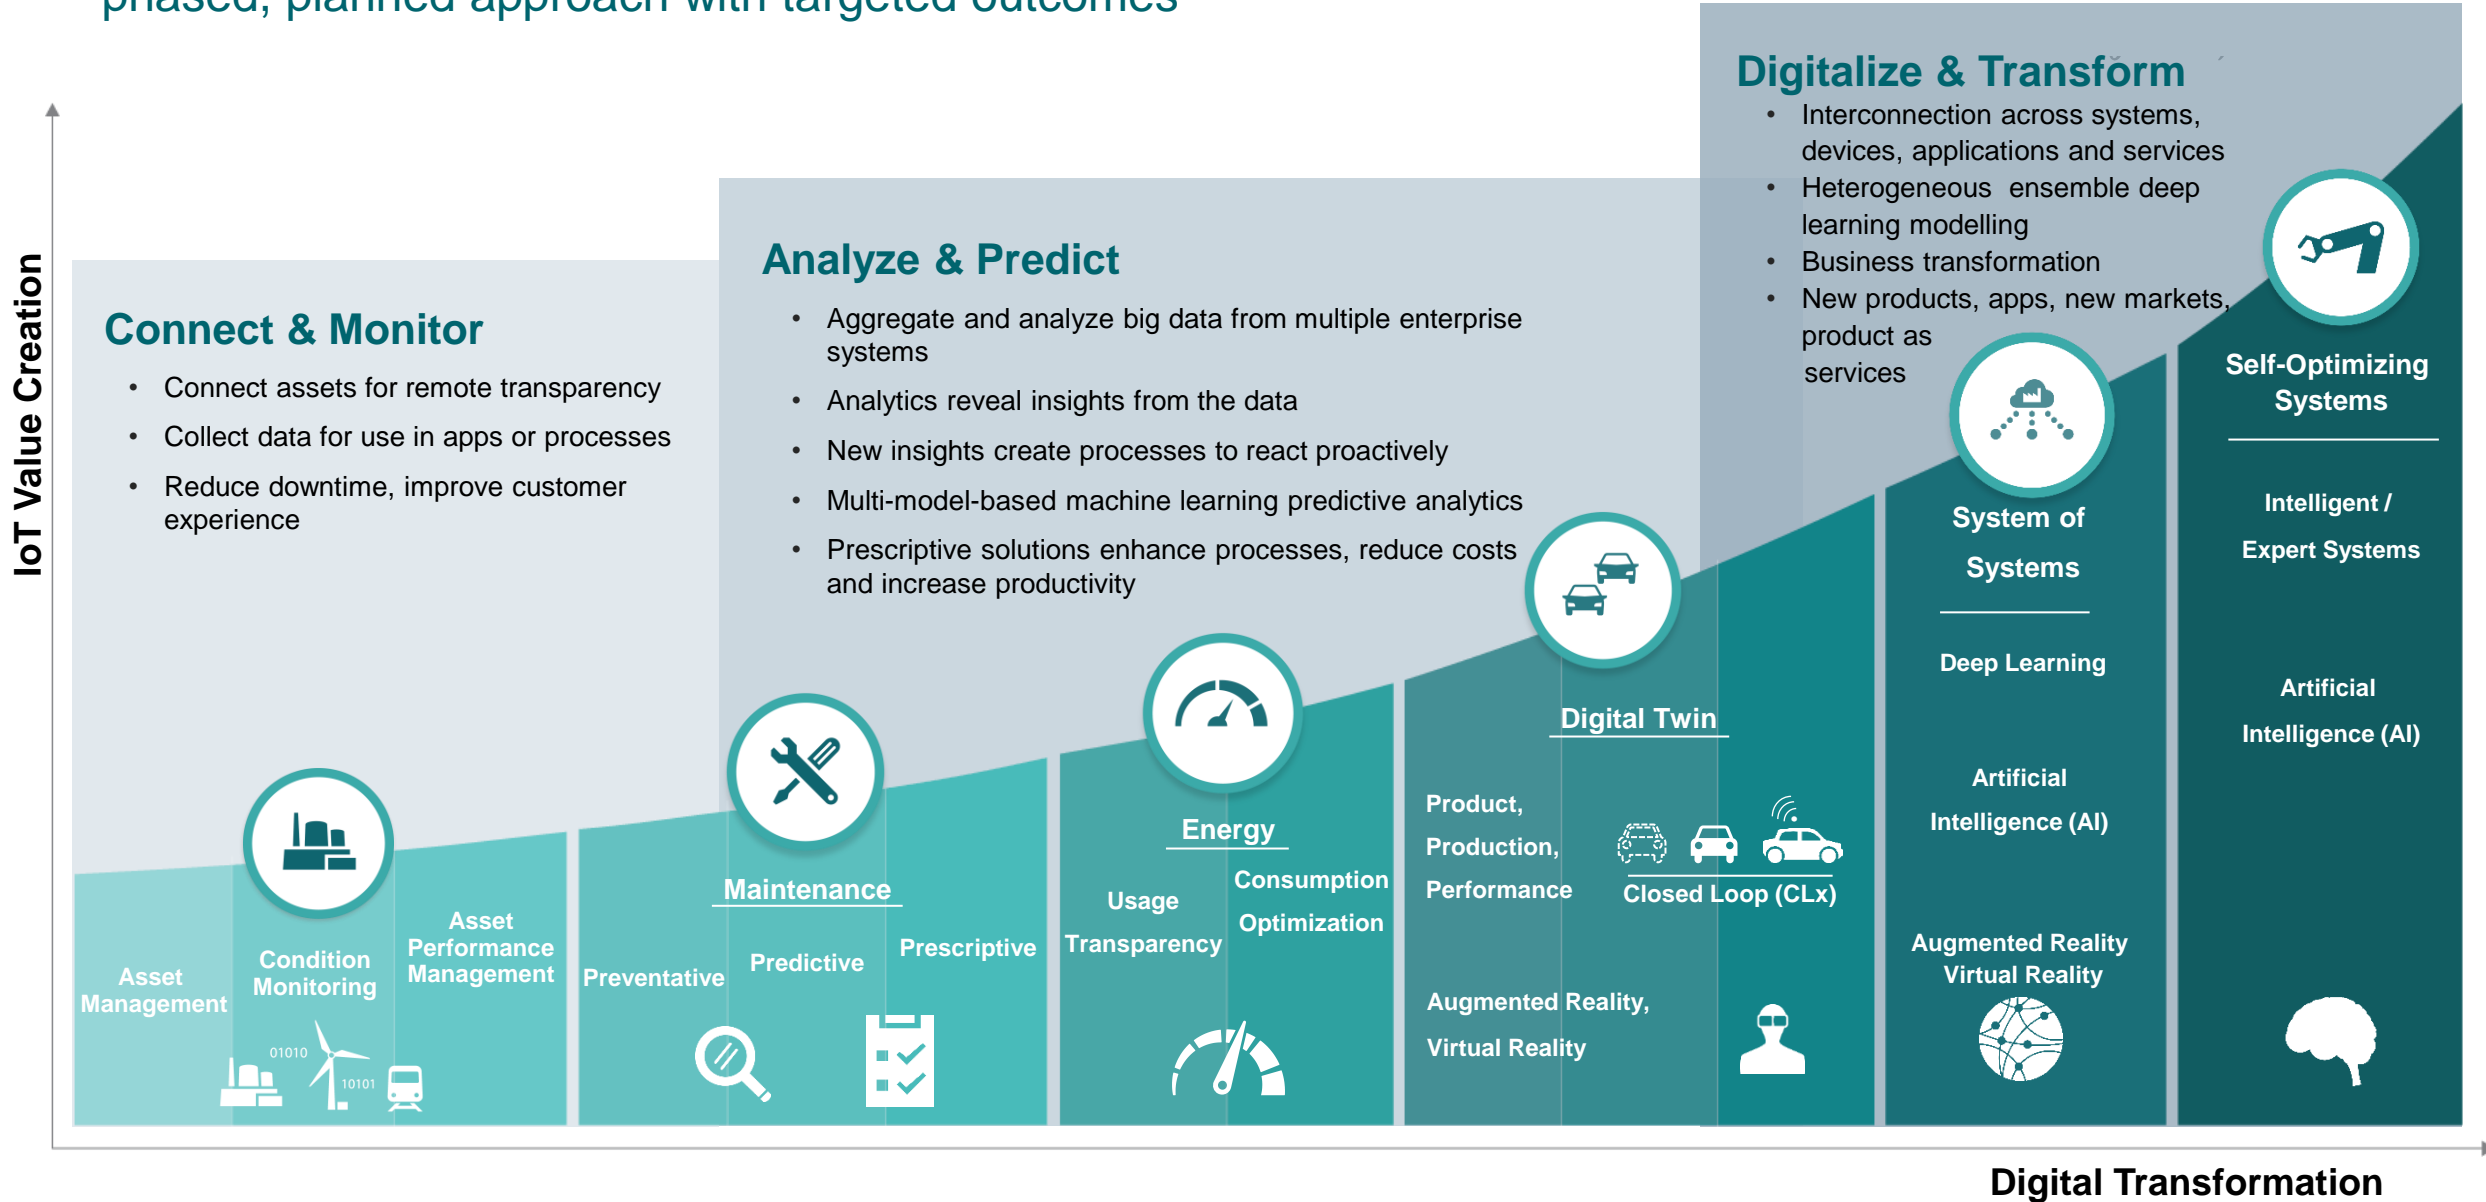 phased, planned approach with targeted outcomes
IoT Value Creation
Connect & Monitor
• Connect assets for remote transparency
• Collect data for use in apps or processes
• Reduce downtime, improve customer
experience
Analyze & Predict
• Aggregate and analyze big data from multiple enterprise
systems
• Analytics reveal insights from the data
• New insights create processes to react proactively
• Multi-model-based machine learning predictive analytics
• Prescriptive solutions enhance processes, reduce costs
and increase productivity
Digitalize & Transform
• Interconnection across systems,
devices, applications and services
• Heterogeneous ensemble deep
learning modelling
• Business transformation
• New products, apps, new markets,
product as
services
Asset
Management
Condition
Monitoring
01010
10101
Asset
Performance
Management
Maintenance
Preventative
Predictive
Prescriptive
Energy
Usage
Transparency
Consumption
Optimization
Digital Twin
Product,
Production,
Performance
Closed Loop (CLx)
Augmented Reality,
Virtual Reality
System of
Systems
Deep Learning
Artificial
Intelligence (AI)
Augmented Reality
Virtual Reality
Self-Optimizing
Systems
Intelligent /
Expert Systems
Artificial
Intelligence (AI)
Digital Transformation